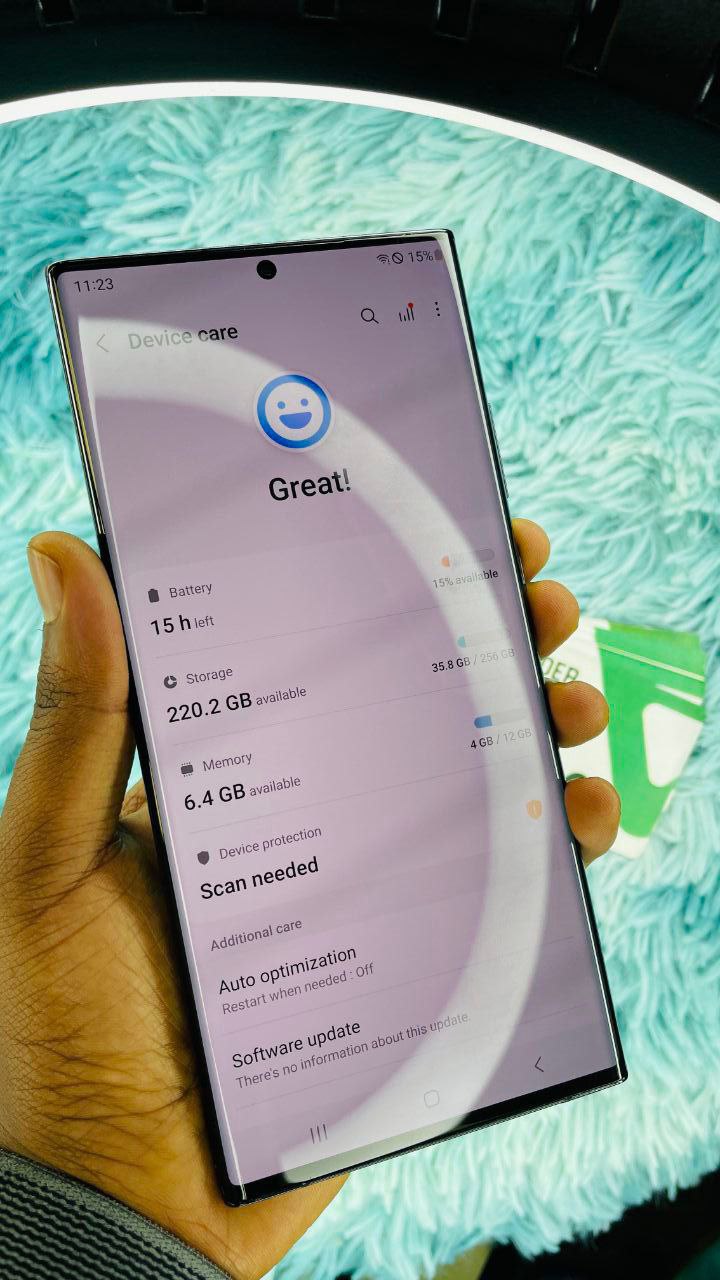 11:23
15%
Device care
Great!
Battery
15 h left
15% available
Storage
220.2 GB available
35.8 GB / 256 GB
Memory
6.4 GB available
4 GB / 12 GB
Device protection
Scan needed
Additional care
Auto optimization
Restart when needed : Off
Software update
There's no information about this update.